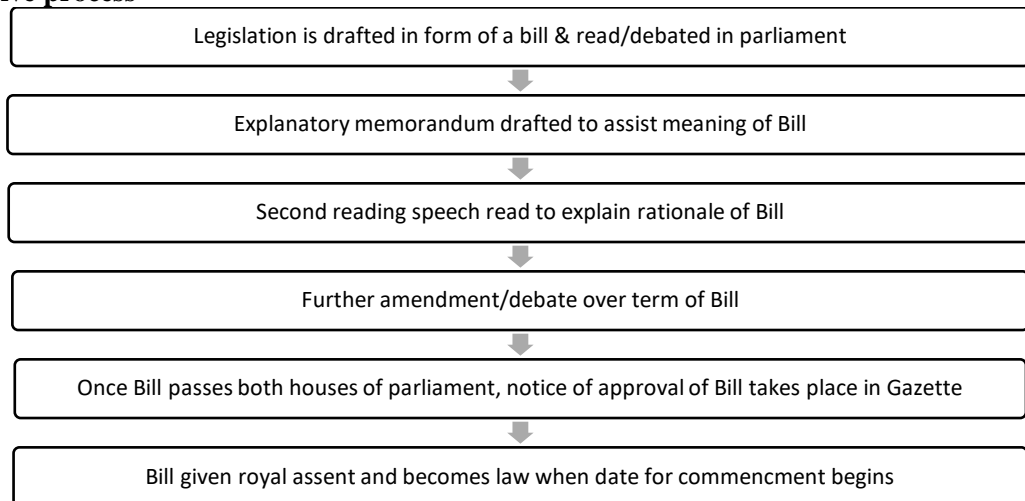 process
Legislation is drafted in form of a bill & read/debated in parliament
Explanatory memorandum drafted to assist meaning of Bill
Second reading speech read to explain rationale of Bill
Further amendment/debate over term of Bill
Once Bill passes both houses of parliament, notice of approval of Bill takes place in Gazette
Bill given royal assent and becomes law when date for commencment begins